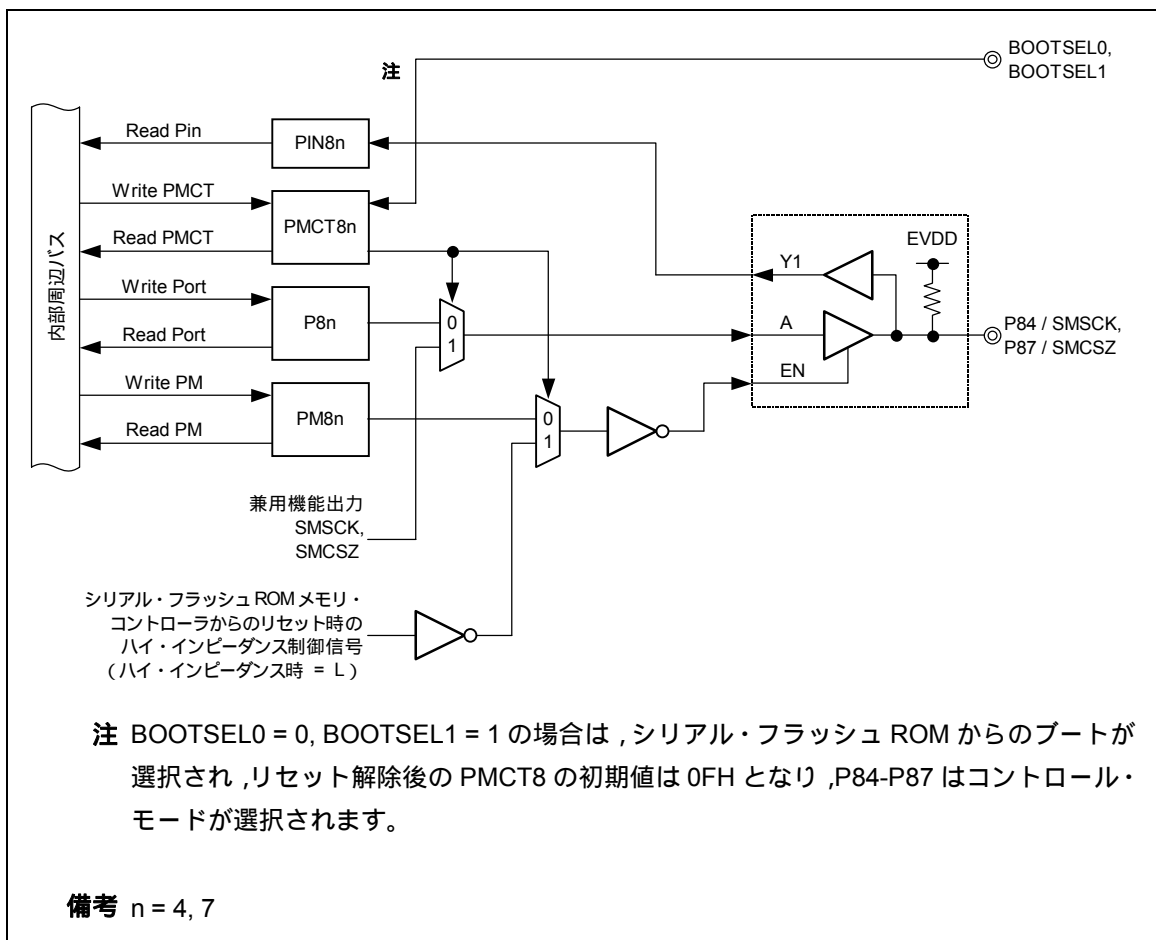 BOOTSEL0,
BOOTSEL1
注
Read Pin
PIN8n
Write PMCT
PMCT8n
Read PMCT
EVDD
Y1
内部周辺バス
Write Port
P8n
0
1
Read Port
A
P84 / SMSCK,
P87 / SMCSZ
EN
Write PM
PM8n
0
1
Read PM
兼用機能出力
SMSCK,
SMCSZ
シリアル・フラッシュ ROM メモリ・
コントローラからのリセット時の
ハイ・インピーダンス制御信号
(ハイ・インピーダンス時 = L)
注 BOOTSEL0 = 0, BOOTSEL1 = 1 の場合は,シリアル・フラッシュ ROM からのブートが
選択され,リセット解除後の PMCT8 の初期値は 0FH となり,P84-P87 はコントロール・
モードが選択されます。
備考 n = 4, 7